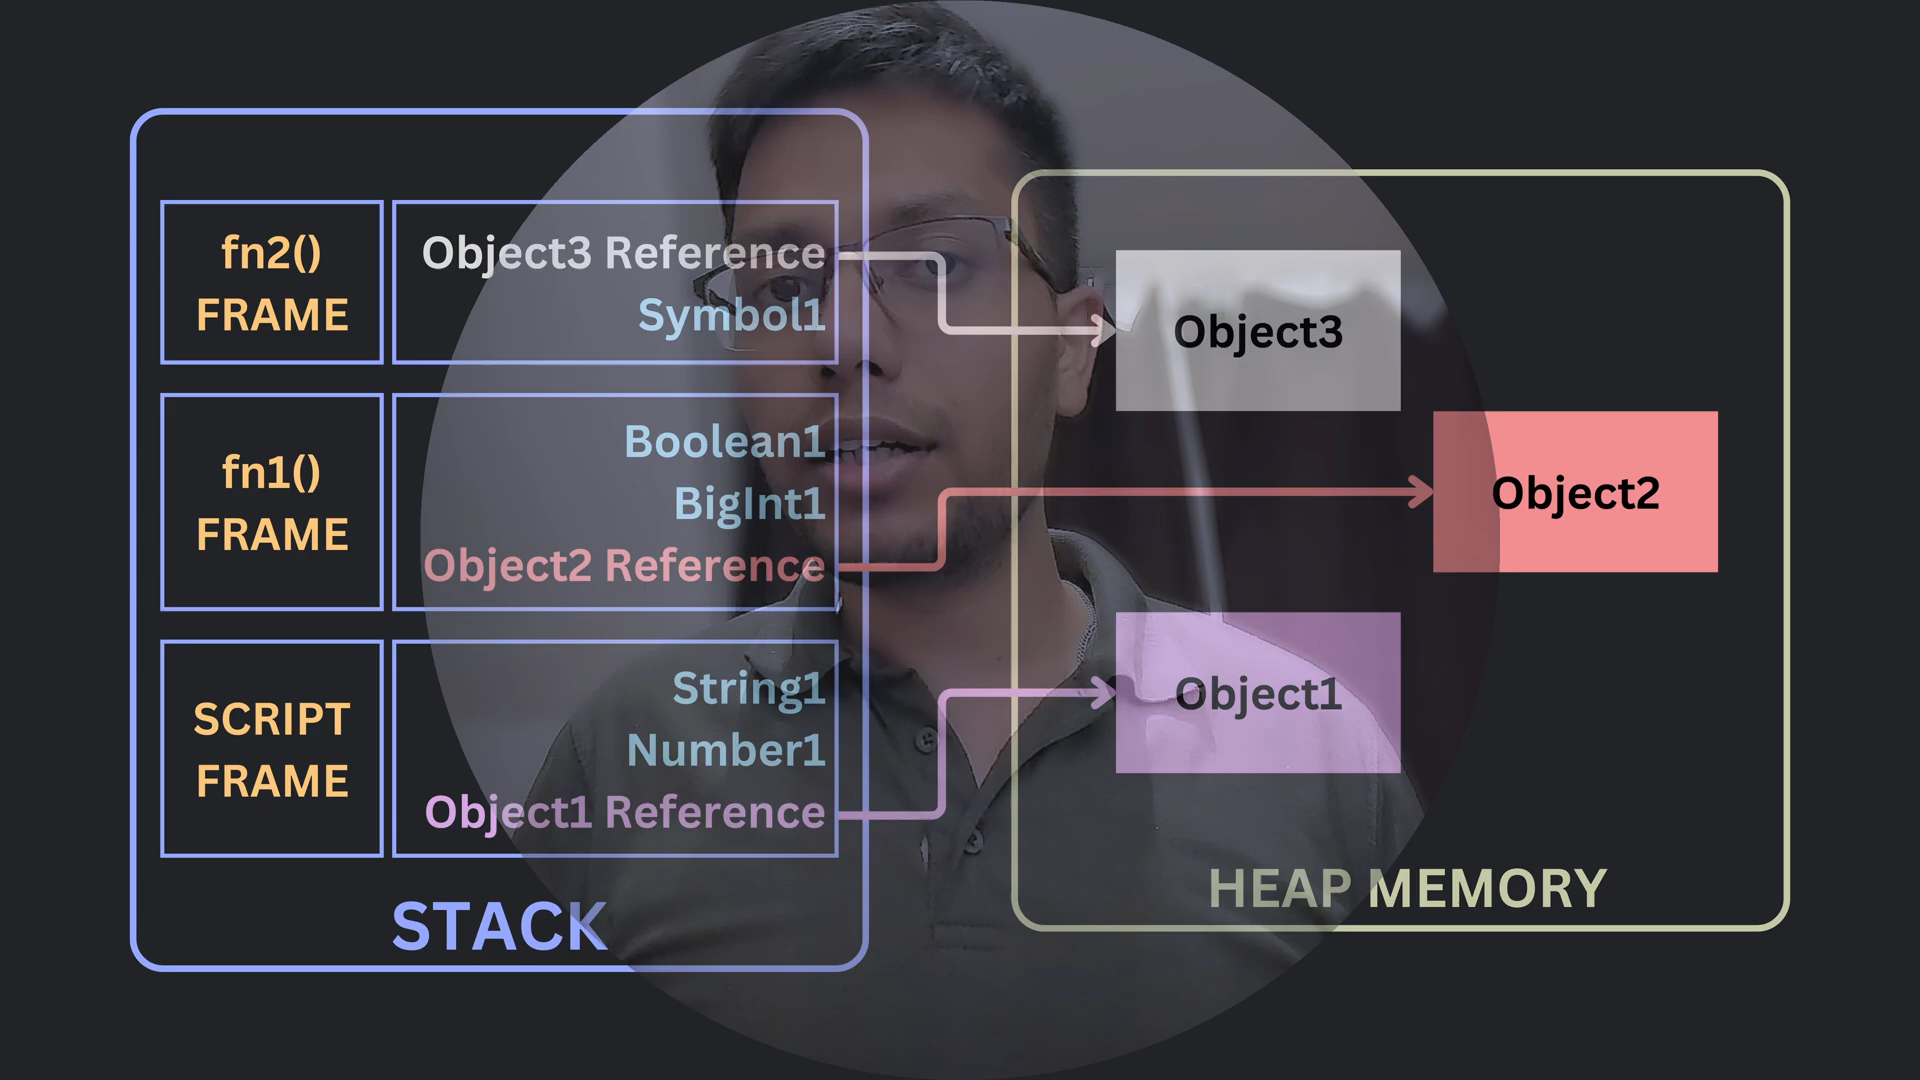 fn2()
FRAME
Object3 Reference
Symbol1
fn1()
FRAME
Boolean1
BigInt1
Object2 Reference
SCRIPT
FRAME
String1
Number1
Object1 Reference
STACK
Object3
Object2
Object1
HEAP MEMORY